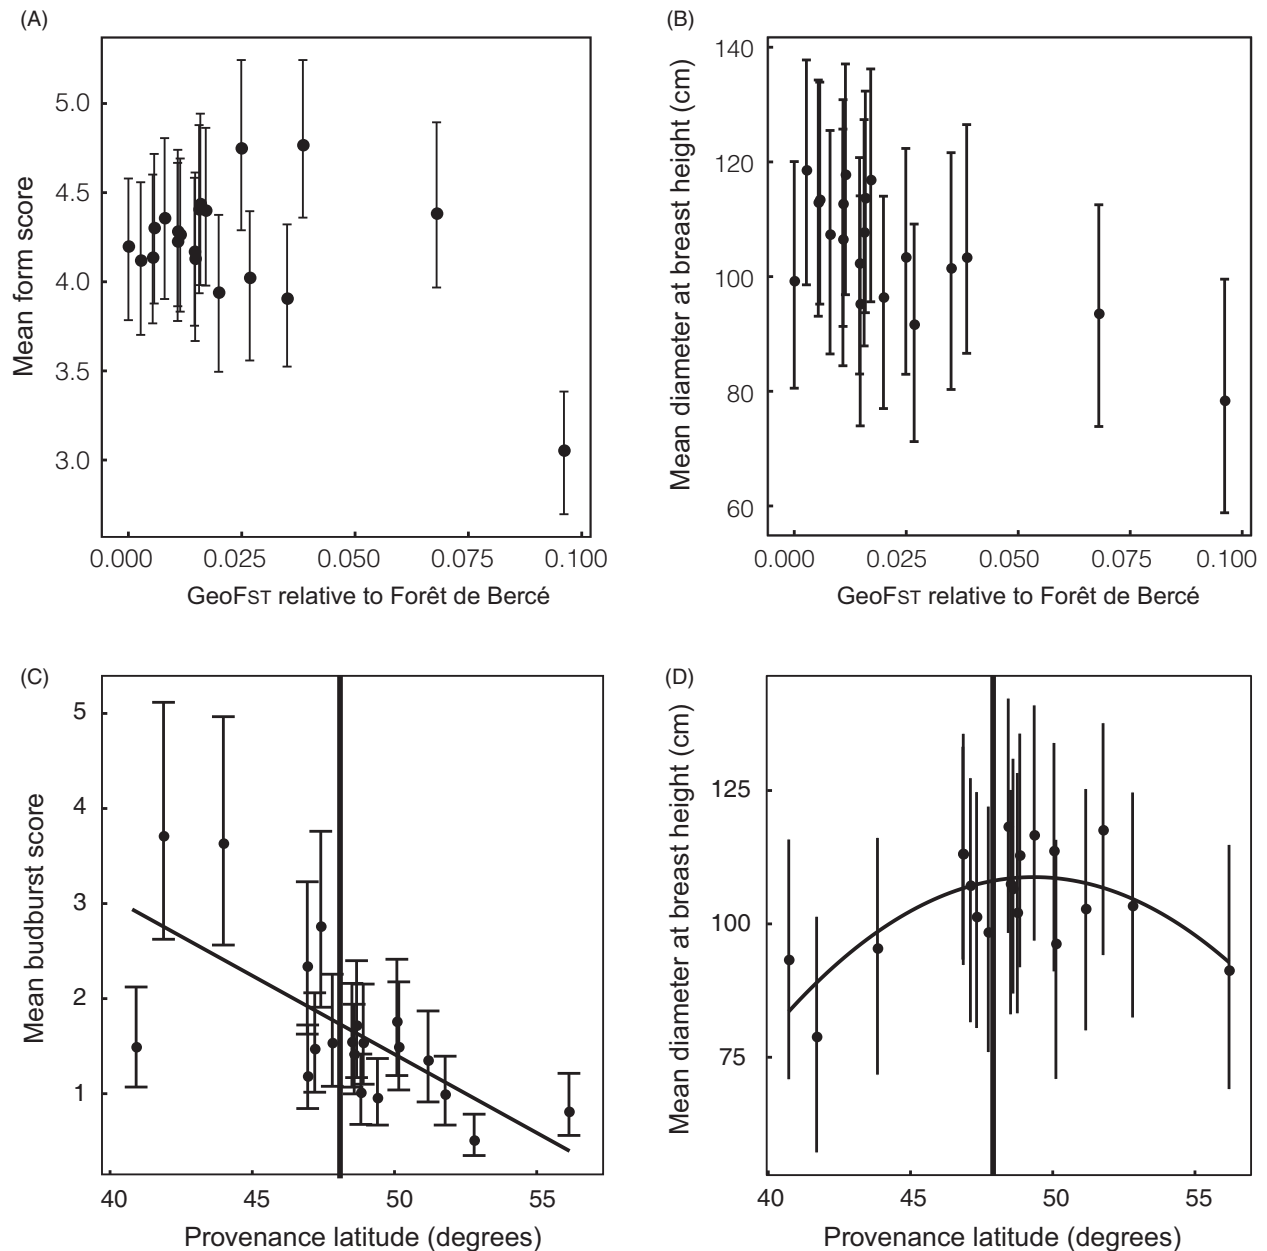 (A)
Mean form score
5.0
4.5
4.0
3.5
3.0
0.000 0.025 0.050 0.075 0.100
GeoFST relative to Forêt de Bercé
(B)
Mean diameter at breast height (cm)
140
120
100
80
60
0.000 0.025 0.050 0.075 0.100
GeoFST relative to Forêt de Bercé
(C)
Mean budburst score
5
4
3
2
1
40 45 50 55
Provenance latitude (degrees)
(D)
Mean diameter at breast height (cm)
125
100
75
40 45 50 55
Provenance latitude (degrees)